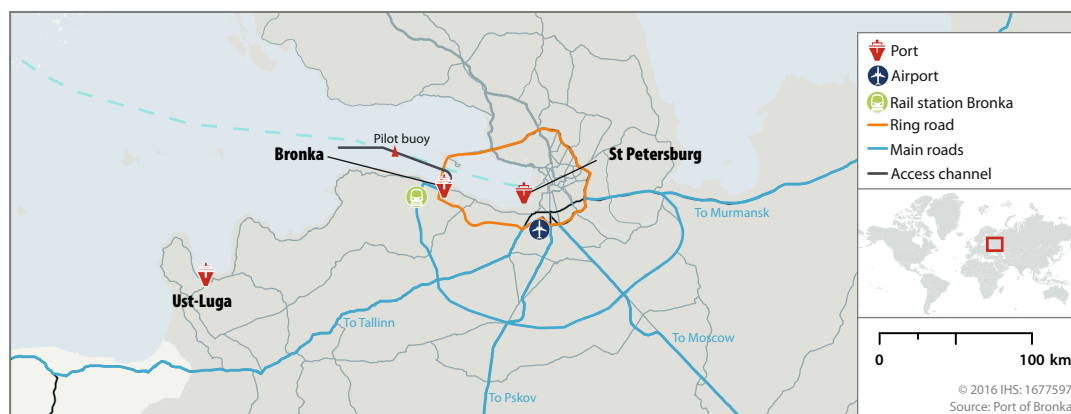 Pilot buoy
Bronka
St Petersburg
To Murmansk
Ust-Luga
To Tallinn
To Moscow
To Pskov
Port
Airport
Rail station Bronka
Ring road
Main roads
Access channel
0 100 km
© 2016 IHS: 1677597
Source: Port of Bronka